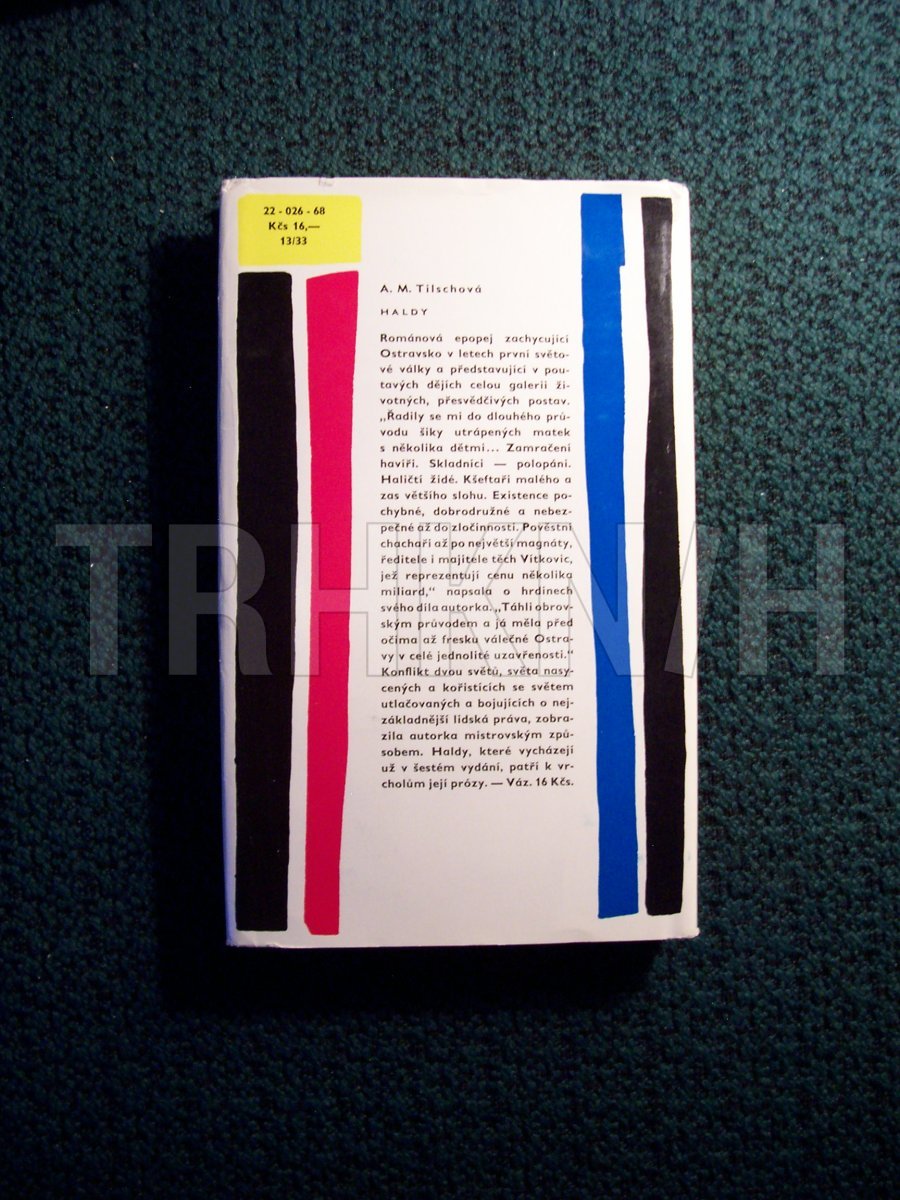 22 - 026 - 68
Kčs 16,—
13/33
A. M. Tilschová
HALDY
Románová epopej zachycující
Ostravsko v letech první světo-
vé války a představující v pou-
tavých dějích celou galerii ži-
votných, přesvědčivých postav.
„Řadily se mi do dlouhého prů-
vodu šiky utrápených matek
s několika dětmi... Zamračení
havíři. Skladníci — polopáni.
Haličtí židé. Kšeftaři malého a
zas většího slohu. Existence po-
chybné, dobrodružné a nebez-
pečné až do zločinnosti. Pověstní
chachaři až po největší magnáty,
ředitele i majitele těch Vítkovic,
jež reprezentují cenu několika
miliard,“ napsala o hrdinech
svého díla autorka. „Táhli obrov-
ským průvodem a já měla před
očima až fresku válečné Ostra-
vy v celé jednolité uzavřenosti.“
Konflikt dvou světů, světa nasy-
cených a kořistících se světem
utlačovaných a bojujících o nej-
základnější lidská práva, zobra-
zila autorka mistrovským způ-
sobem. Haldy, které vycházejí
už v šestém vydání, patří k vr-
cholům její prózy. — Váz. 16 Kčs.
TRHKNIH